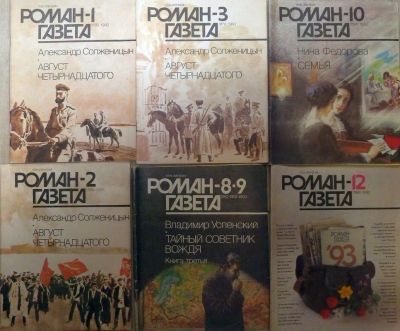 РОМАН-1
ГАЗЕТА
Александр Солженицын
АВГУСТ
ЧЕТЫРНАДЦАТОГО
РОМАН-3
ГАЗЕТА
Александр Солженицын
АВГУСТ
ЧЕТЫРНАДЦАТОГО
РОМАН-10
ГАЗЕТА
Нина Федорова
СЕМЬЯ
РОМАН-2
ГАЗЕТА
Александр Солженицын
АВГУСТ
ЧЕТЫРНАДЦАТОГО
РОМАН-8·9
ГАЗЕТА
Владимир Успенский
ТАЙНЫЙ СОВЕТНИК
ВОЖДЯ
Книга третья
РОМАН-12
ГАЗЕТА
РОМАН
ГАЗЕТА
'93